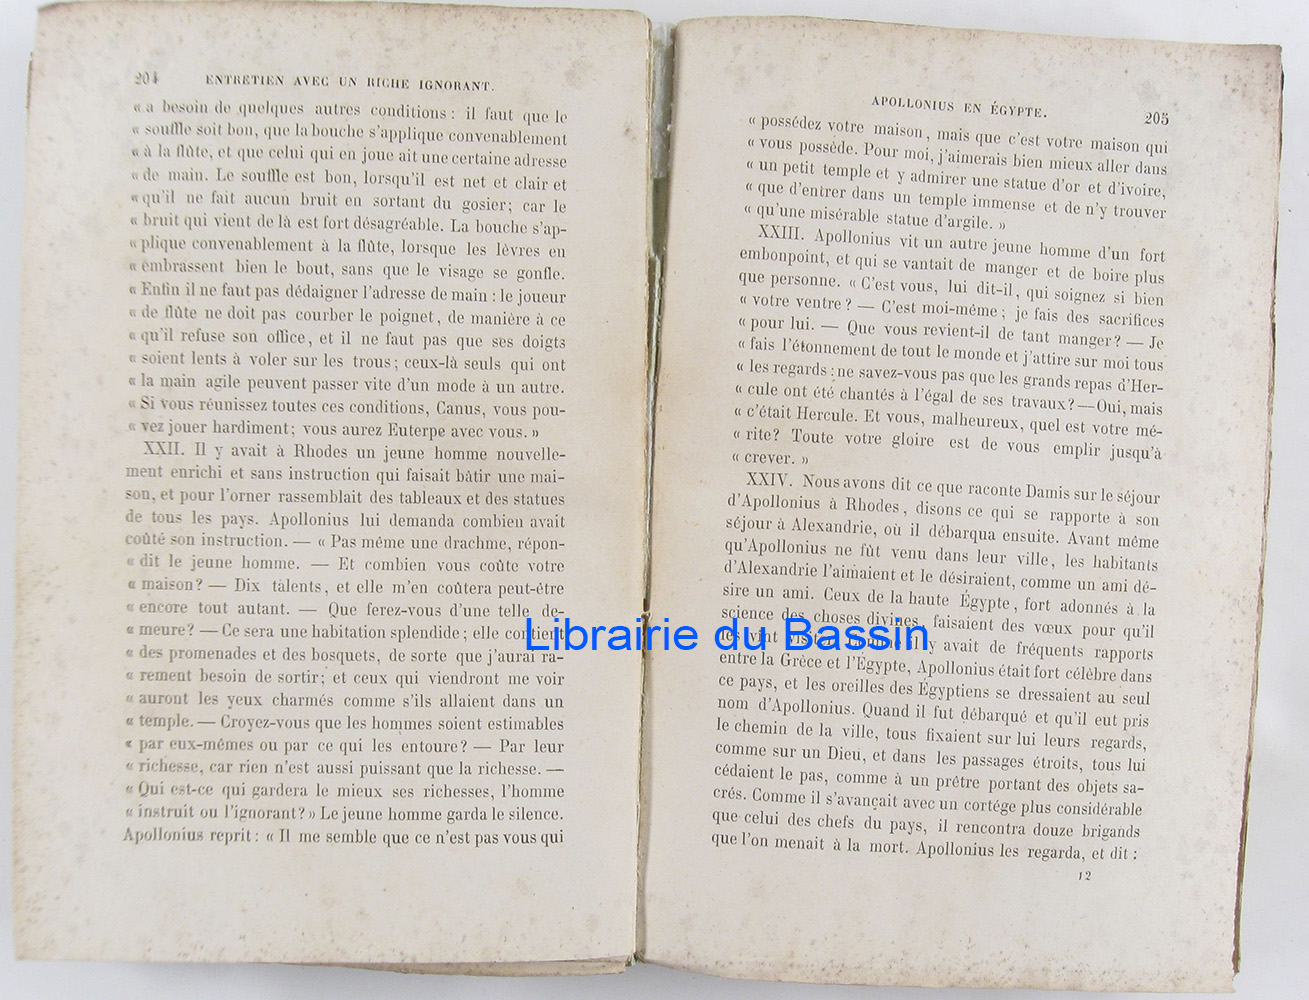 204 ENTRETIEN AVEC UN RICHE IGNORANT.
« a besoin de quelques autres conditions : il faut que le
« souffle soit bon, que la bouche s'applique convenablement
« à la flûte, et que celui qui en joue ait une certaine adresse
« de main. Le souffle est bon, lorsqu'il est net et clair et
« qu'il ne fait aucun bruit en sortant du gosier; car le
« bruit qui vient de là est fort désagréable. La bouche s'ap-
« plique convenablement à la flûte, lorsque les lèvres en
« embrassent bien le bout, sans que le visage se gonfle.
« Enfin il ne faut pas dédaigner l'adresse de main : le joueur
« de flûte ne doit pas courber le poignet, de manière à ce
« qu'il refuse son office, et il ne faut pas que ses doigts
« soient lents à voler sur les trous; ceux-là seuls qui ont
« la main agile peuvent passer vite d'un mode à un autre.
« Si vous réunissez toutes ces conditions, Canus, vous pou-
« vez jouer hardiment; vous aurez Euterpe avec vous. »
XXII. Il y avait à Rhodes un jeune homme nouvelle-
ment enrichi et sans instruction qui faisait bâtir une mai-
son, et pour l'orner rassemblait des tableaux et des statues
de tous les pays. Apollonius lui demanda combien avait
coûté son instruction. — « Pas même une drachme, répon-
« dit le jeune homme. — Et combien vous coûte votre
« maison? — Dix talents, et elle m'en coûtera peut-être
« encore tout autant. — Que ferez-vous d'une telle de-
« meure? — Ce sera une habitation splendide; elle contient
« des promenades et des bosquets, de sorte que j'aurai ra-
« rement besoin de sortir; et ceux qui viendront me voir
« auront les yeux charmés comme s'ils allaient dans un
« temple. — Croyez-vous que les hommes soient estimables
« par eux-mêmes ou par ce qui les entoure? — Par leur
« richesse, car rien n'est aussi puissant que la richesse. —
« Qui est-ce qui gardera le mieux ses richesses, l'homme
« instruit ou l'ignorant? » Le jeune homme garda le silence.
Apollonius reprit : « Il me semble que ce n'est pas vous qui
APOLLONIUS EN ÉGYPTE. 205
« possédez votre maison, mais que c'est votre maison qui
« vous possède. Pour moi, j'aimerais bien mieux aller dans
« un petit temple et y admirer une statue d'or et d'ivoire,
« que d'entrer dans un temple immense et de n'y trouver
« qu'une misérable statue d'argile. »
XXIII. Apollonius vit un autre jeune homme d'un fort
embonpoint, et qui se vantait de manger et de boire plus
que personne. « C'est vous, lui dit-il, qui soignez si bien
« votre ventre? — C'est moi-même; je fais des sacrifices
« pour lui. — Que vous revient-il de tant manger? — Je
« fais l'étonnement de tout le monde et j'attire sur moi tous
« les regards : ne savez-vous pas que les grands repas d'Her-
« cule ont été chantés à l'égal de ses travaux? — Oui, mais
« c'était Hercule. Et vous, malheureux, quel est votre mé-
« rite? Toute votre gloire est de vous emplir jusqu'à
« crever. »
XXIV. Nous avons dit ce que raconte Damis sur le séjour
d'Apollonius à Rhodes, disons ce qui se rapporte à son
séjour à Alexandrie, où il débarqua ensuite. Avant même
qu'Apollonius ne fût venu dans leur ville, les habitants
d'Alexandrie l'aimaient et le désiraient, comme un ami dé-
sire un ami. Ceux de la haute Égypte, fort adonnés à la
science des choses divines, faisaient des vœux pour qu'il
les vint y avait de fréquents rapports
Librairie du Bassin
entre la Grèce et l'Égypte, Apollonius était fort célèbre dans
ce pays, et les oreilles des Égyptiens se dressaient au seul
nom d'Apollonius. Quand il fut débarqué et qu'il eut pris
le chemin de la ville, tous fixaient sur lui leurs regards,
comme sur un Dieu, et dans les passages étroits, tous lui
cédaient le pas, comme à un prêtre portant des objets sa-
crés. Comme il s'avançait avec un cortége plus considérable
que celui des chefs du pays, il rencontra douze brigands
que l'on menait à la mort. Apollonius les regarda, et dit :
12